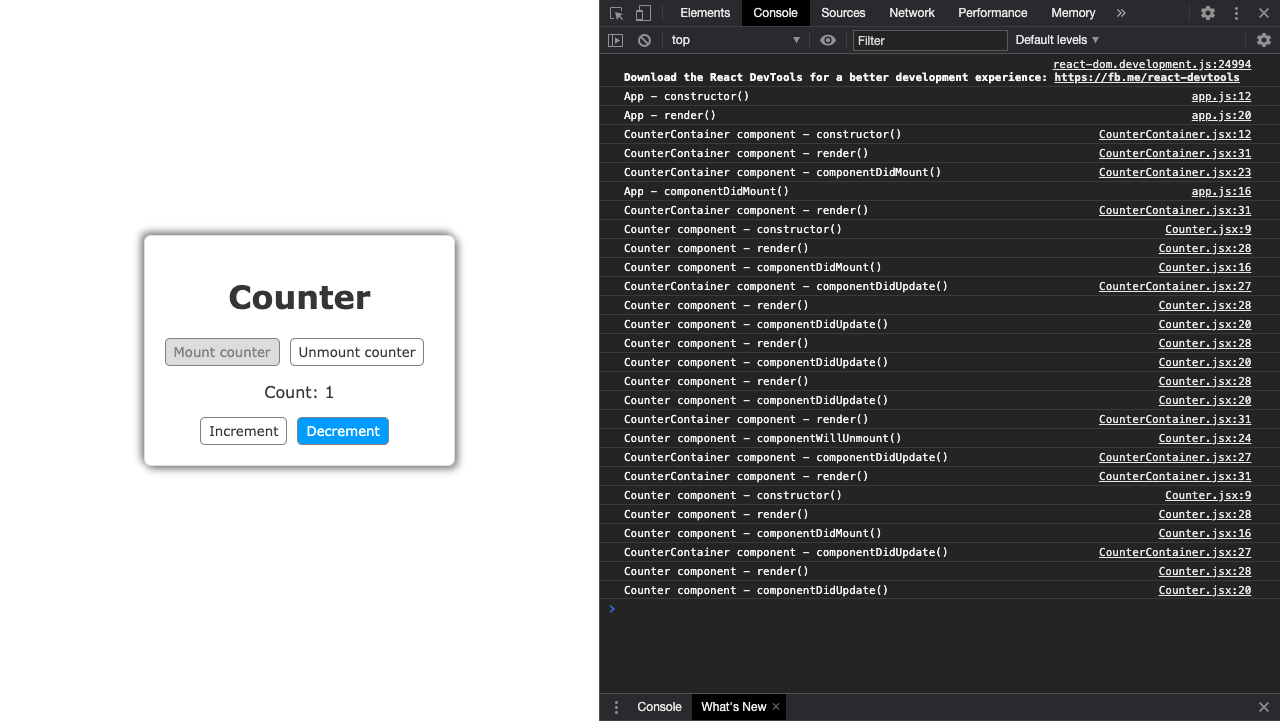 Counter
Mount counter Unmount counter
Count: 1
Increment Decrement
Elements Console Sources Network Performance Memory »
top Filter Default levels
react-dom.development.js:24994
Download the React DevTools for a better development experience: https://fb.me/react-devtools
App - constructor() app.js:12
App - render() app.js:20
CounterContainer component - constructor() CounterContainer.jsx:12
CounterContainer component - render() CounterContainer.jsx:31
CounterContainer component - componentDidMount() CounterContainer.jsx:23
App - componentDidMount() app.js:16
CounterContainer component - render() CounterContainer.jsx:31
Counter component - constructor() Counter.jsx:9
Counter component - render() Counter.jsx:28
Counter component - componentDidMount() Counter.jsx:16
CounterContainer component - componentDidUpdate() CounterContainer.jsx:27
Counter component - render() Counter.jsx:28
Counter component - componentDidUpdate() Counter.jsx:20
Counter component - render() Counter.jsx:28
Counter component - componentDidUpdate() Counter.jsx:20
Counter component - render() Counter.jsx:28
Counter component - componentDidUpdate() Counter.jsx:20
CounterContainer component - render() CounterContainer.jsx:31
Counter component - componentWillUnmount() Counter.jsx:24
CounterContainer component - componentDidUpdate() CounterContainer.jsx:27
CounterContainer component - render() CounterContainer.jsx:31
Counter component - constructor() Counter.jsx:9
Counter component - render() Counter.jsx:28
Counter component - componentDidMount() Counter.jsx:16
CounterContainer component - componentDidUpdate() CounterContainer.jsx:27
Counter component - render() Counter.jsx:28
Counter component - componentDidUpdate() Counter.jsx:20
Console What's New